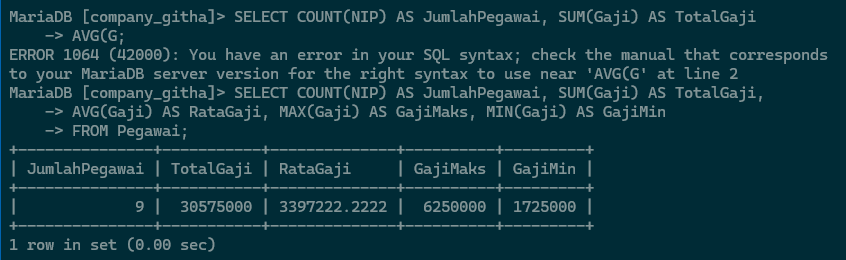 MariaDB [company_githa]> SELECT COUNT(NIP) AS JumlahPegawai, SUM(Gaji) AS TotalGaji
    -> AVG(G;
ERROR 1064 (42000): You have an error in your SQL syntax; check the manual that corresponds
to your MariaDB server version for the right syntax to use near 'AVG(G' at line 2
MariaDB [company_githa]> SELECT COUNT(NIP) AS JumlahPegawai, SUM(Gaji) AS TotalGaji,
    -> AVG(Gaji) AS RataGaji, MAX(Gaji) AS GajiMaks, MIN(Gaji) AS GajiMin
    -> FROM Pegawai;
+---------------+-----------+--------------+----------+---------+
| JumlahPegawai | TotalGaji | RataGaji     | GajiMaks | GajiMin |
+---------------+-----------+--------------+----------+---------+
|             9 |  30575000 | 3397222.2222 |  6250000 | 1725000 |
+---------------+-----------+--------------+----------+---------+
1 row in set (0.00 sec)